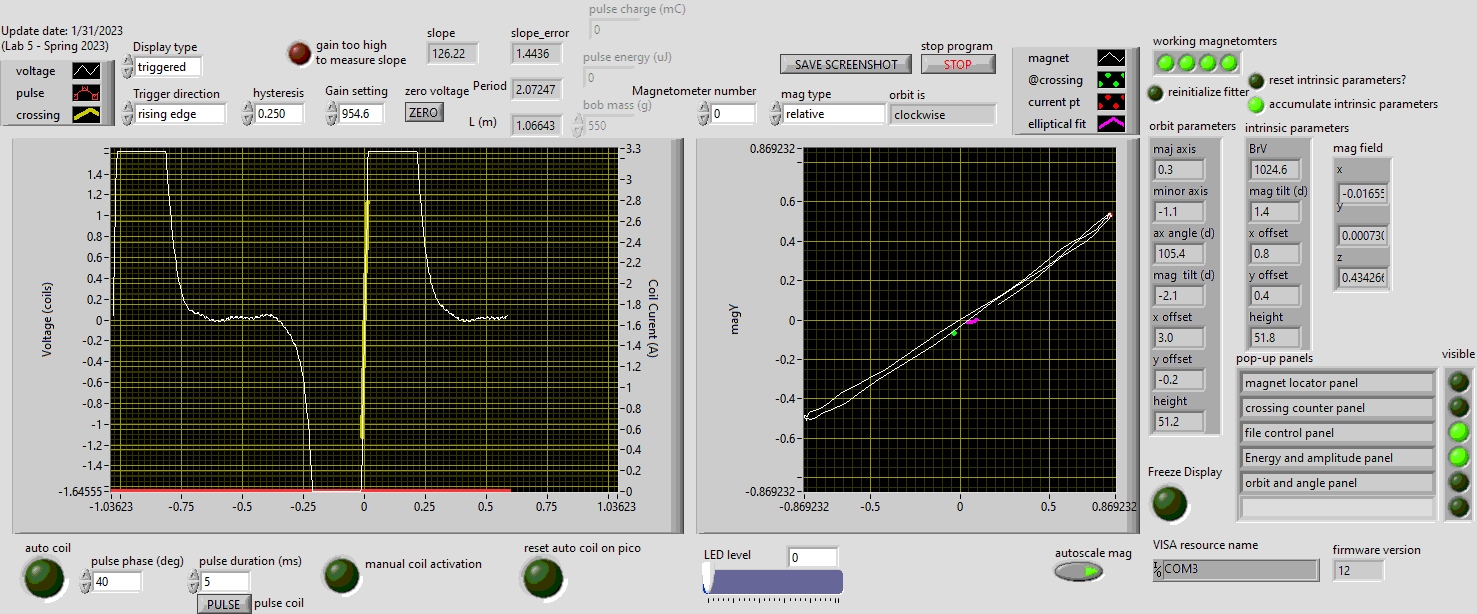 Update date: 1/31/2023
(Lab 5 - Spring 2023)
voltage
pulse
crossing
Display type
triggered
Trigger direction
rising edge
gain too high
to measure slope
hysteresis
0.250
Gain setting
954.6
slope
126.22
slope_error
1.4436
zero voltage
ZERO
Period
2.07247
L (m)
1.06643
pulse charge (mC)
0
pulse energy (uJ)
0
bob mass (g)
550
Magnetometer number
0
SAVE SCREENSHOT
stop program
STOP
mag type
relative
orbit is
clockwise
magnet
@crossing
current pt
elliptical fit
working magnetomters
reset intrinsic parameters?
reinitialize fitter
accumulate intrinsic parameters
orbit parameters
maj axis
0.3
minor axis
-1.1
ax angle (d)
105.4
mag tilt (d)
-2.1
x offset
3.0
y offset
-0.2
height
51.2
intrinsic parameters
BrV
1024.6
mag tilt (d)
1.4
x offset
0.8
y offset
0.4
height
51.8
mag field
x
-0.0165
y
0.00073
z
0.43426
pop-up panels
visible
magnet locator panel
crossing counter panel
file control panel
Energy and amplitude panel
orbit and angle panel
Freeze Display
Voltage (coils)
1.4
1.2
1
0.8
0.6
0.4
0.2
0
-0.2
-0.4
-0.6
-0.8
-1
-1.2
-1.4
-1.64555
-1.03623
-0.75
-0.5
-0.25
0
0.25
0.5
0.75
1.03623
3.3
3
2.8
2.6
2.4
2.2
2
1.8
1.6
1.4
1.2
1
0.8
0.6
0.4
0.2
0
Coil Current (A)
magy
0.869232
0.6
0.4
0.2
0
-0.2
-0.4
-0.6
-0.869232
-0.869232
-0.5
0
0.5
0.869232
auto coil
pulse phase (deg)
40
pulse duration (ms)
5
PULSE
pulse coil
manual coil activation
reset auto coil on pico
LED level
0
autoscale mag
VISA resource name
COM3
firmware version
12